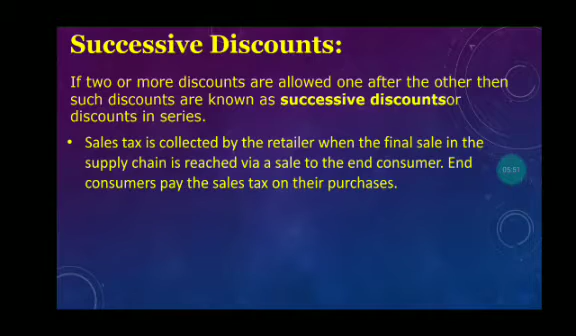 Successive Discounts:
If two or more discounts are allowed one after the other then
such discounts are known as successive discountsor
discounts in series.
• Sales tax is collected by the retailer when the final sale in the
supply chain is reached via a sale to the end consumer. End
consumers pay the sales tax on their purchases.